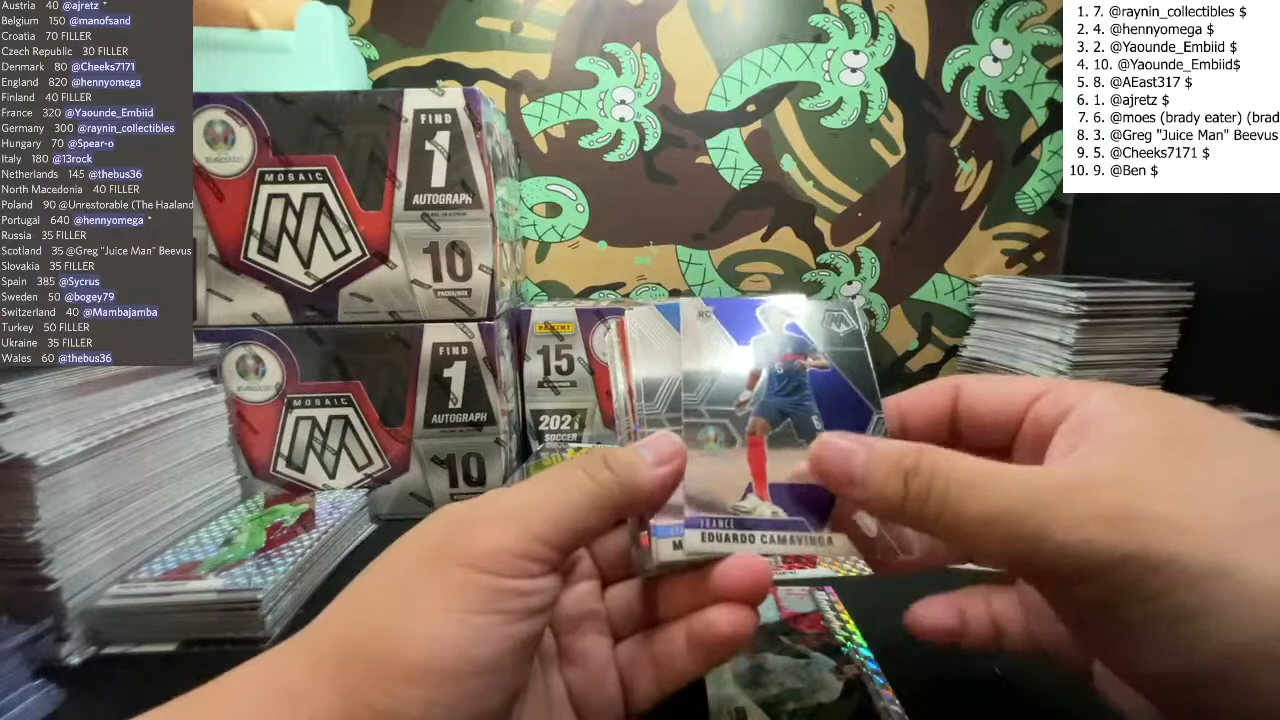 Austria 40 @ajretz *
Belgium 150 @manofsand
Croatia 70 FILLER
Czech Republic 30 FILLER
Denmark 80 @Cheeks7171
England 820 @hennyomega
Finland 40 FILLER
France 320 @Yaounde_Embiid
Germany 300 @raynin_collectibles
Hungary 70 @Spear-o
Italy 180 @13rock
Netherlands 145 @thebus36
North Macedonia 40 FILLER
Poland 90 @Unrestorable (The Haaland
Portugal 640 @hennyomega *
Russia 35 FILLER
Scotland 35 @Greg "Juice Man" Beevus
Slovakia 35 FILLER
Spain 385 @Sycrus
Sweden 50 @bogey79
Switzerland 40 @Mambajamba
Turkey 50 FILLER
Ukraine 35 FILLER
Wales 60 @thebus36
1. 7. @raynin_collectibles $
2. 4. @hennyomega $
3. 2. @Yaounde_Embiid $
4. 10. @Yaounde_Embiid$
5. 8. @AEast317 $
6. 1. @ajretz $
7. 6. @moes (brady eater) (brad
8. 3. @Greg "Juice Man" Beevus
9. 5. @Cheeks7171 $
10. 9. @Ben $
MOSAIC
FIND
1
AUTOGRAPH
10
PACKS/BOX
MOSAIC
FIND
1
AUTOGRAPH
10
PANINI
15
2021
SOCCER
RC
6
6
FRANCE
EDUARDO CAMAVINGA